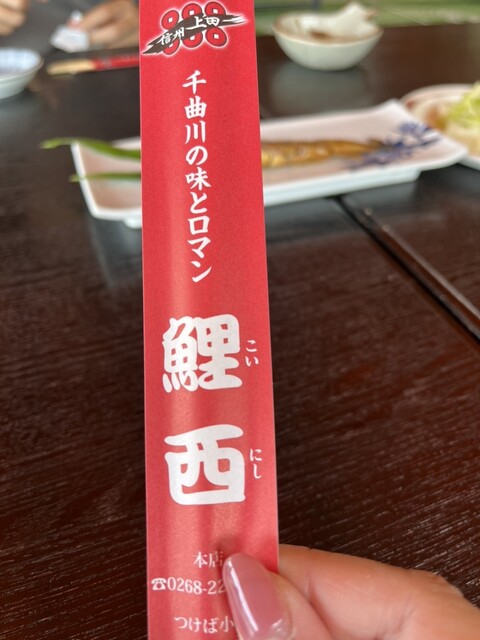 信州上田
千曲川の味とロマン
鯉西
こいにし
本店
☎0268-22
つけば小